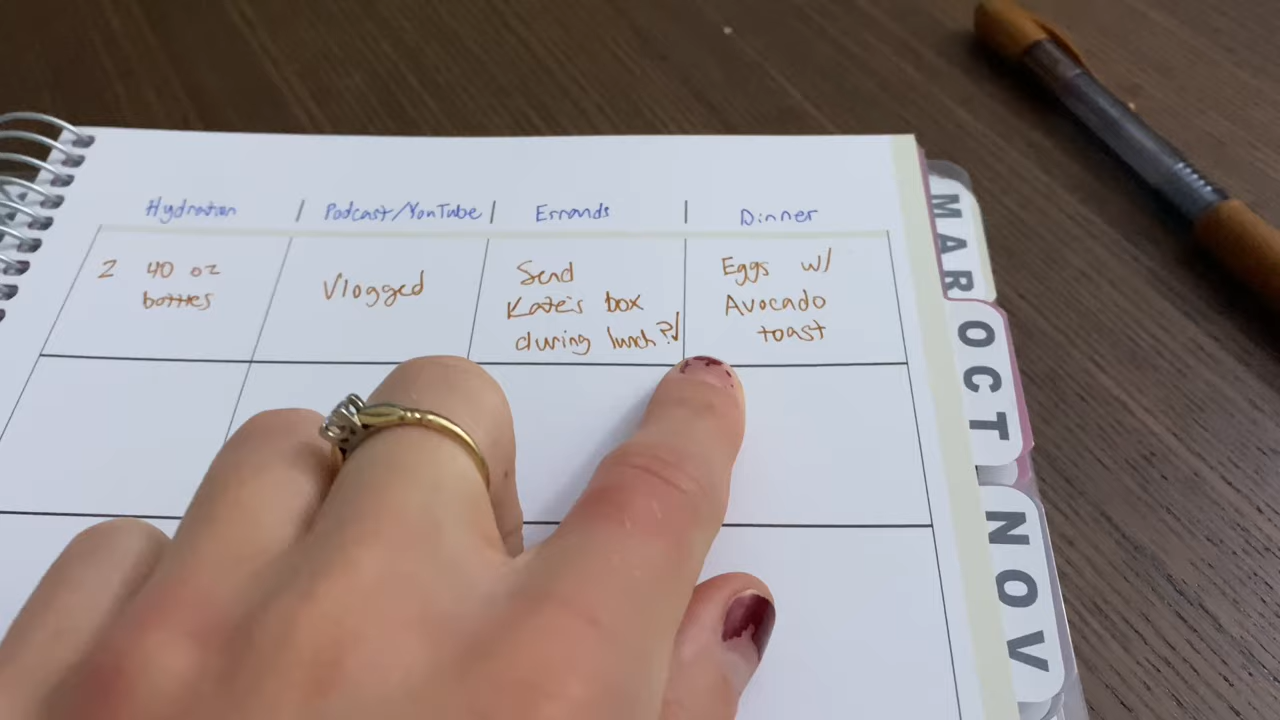 Hydration | Podcast/YouTube | Errands | Dinner
2 40 oz
bottles
Vlogged
Send
Kate's box
during lunch?√
Eggs w/
Avocado
toast
MAR
OCT
NOV